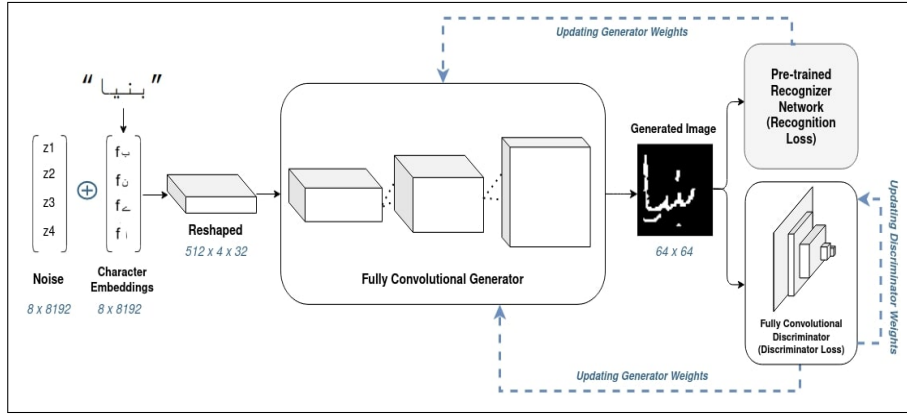 Updating Generator Weights
“ بنیا ”
Pre-trained
Recognizer
Network
(Recognition
Loss)
Generated Image
z1
z2
z3
z4
f ب
f ن
f ے
f ا
بنیا
Reshaped
512 x 4 x 32
Fully Convolutional Generator
64 x 64
Noise
8 x 8192
Character
Embeddings
8 x 8192
Updating Discriminator Weights
Fully Convolutional
Discriminator
(Discriminator Loss)
Updating Generator Weights